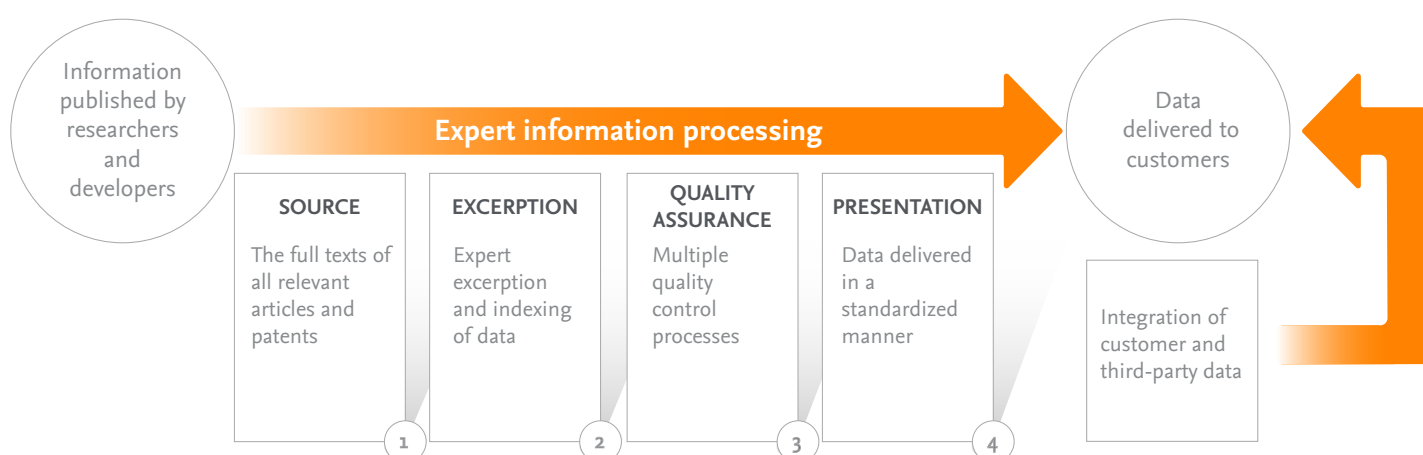 Information
published by
researchers
and
developers
Expert information processing
Data
delivered to
customers
SOURCE
The full texts of
all relevant
articles and
patents
1
EXCERPTION
Expert
excerption
and indexing
of data
2
QUALITY
ASSURANCE
Multiple
quality
control
processes
3
PRESENTATION
Data delivered
in a
standardized
manner
4
Integration of
customer and
third-party data